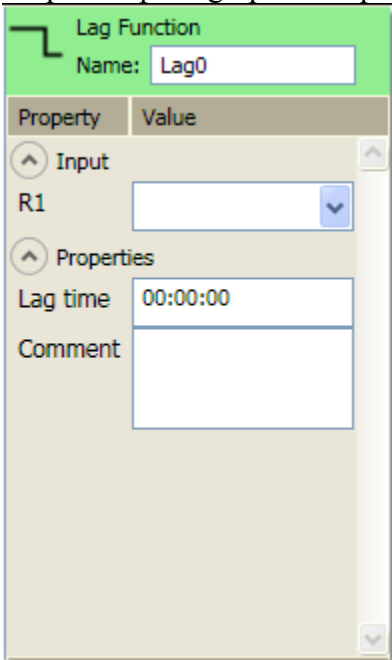 Lag Function
Name: Lag0
Property Value
Input
R1
Properties
Lag time 00:00:00
Comment